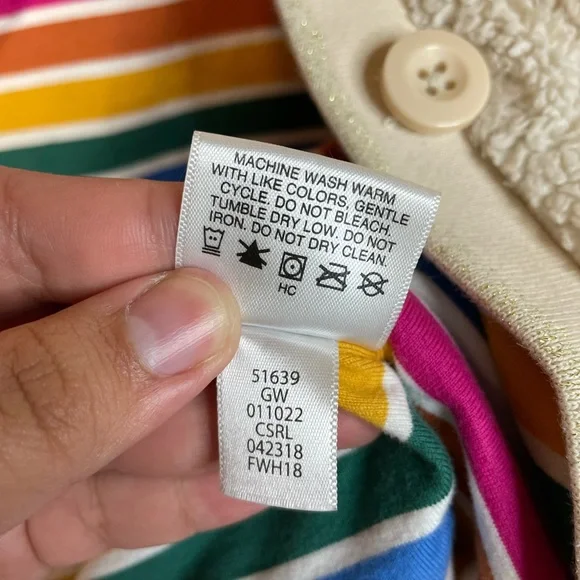 MACHINE WASH WARM
WITH LIKE COLORS, GENTLE
CYCLE. DO NOT BLEACH.
TUMBLE DRY LOW. DO NOT
IRON. DO NOT DRY CLEAN.
HC
51639
GW
011022
CSRL
042318
FWH18